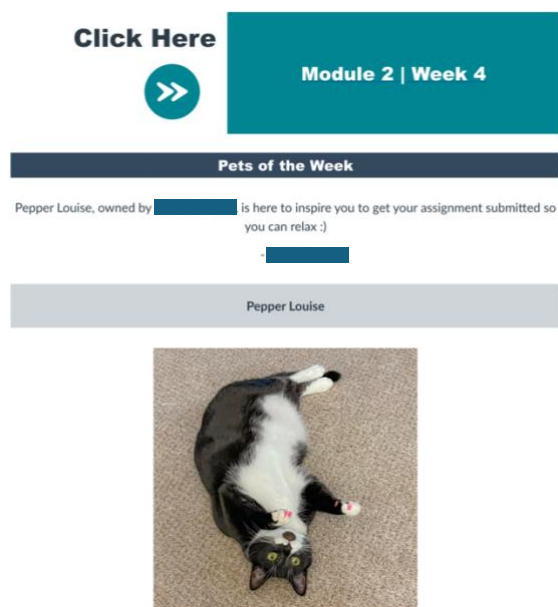 Click Here
Module 2 | Week 4
Pets of the Week
Pepper Louise, owned by is here to inspire you to get your assignment submitted so
you can relax :)
-
Pepper Louise